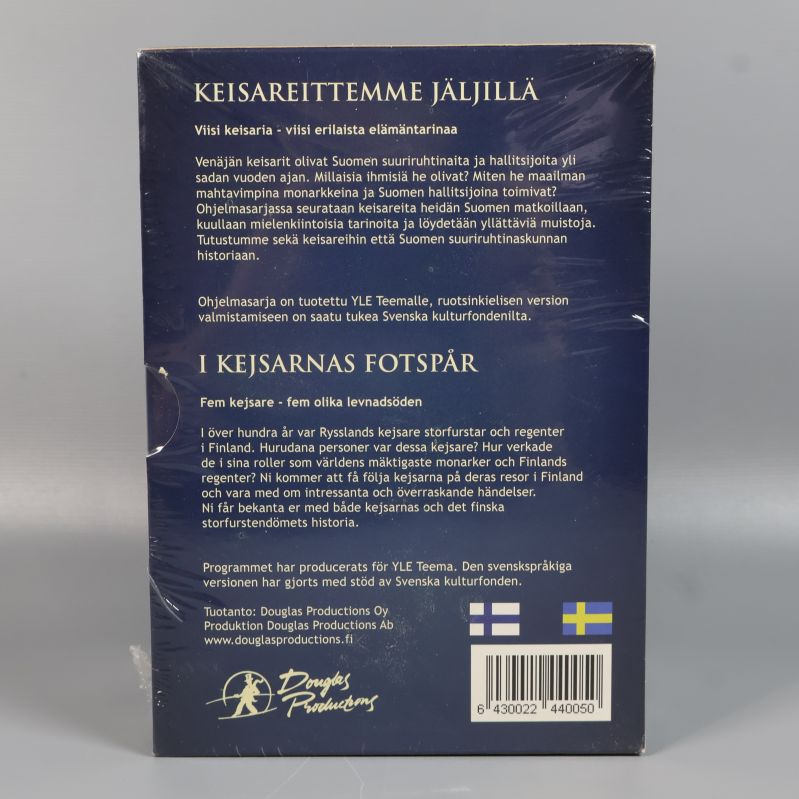 KEISAREITTEMME JÄLJILLÄ
Viisi keisaria - viisi erilaista elämäntarinaa
Venäjän keisarit olivat Suomen suuriruhtinaita ja hallitsijoita yli
sadan vuoden ajan. Millaisia ihmisiä he olivat? Miten he maailman
mahtavimpina monarkkeina ja Suomen hallitsijoina toimivat?
Ohjelmasarjassa seurataan keisareita heidän Suomen matkoillaan,
kuullaan mielenkiintoisia tarinoita ja löydetään yllättäviä muistoja.
Tutustumme sekä keisareihin että Suomen suuriruhtinaskunnan
historiaan.
Ohjelmasarja on tuotettu YLE Teemalle, ruotsinkielisen version
valmistamiseen on saatu tukea Svenska kulturfondenilta.
I KEJSARNAS FOTSPÅR
Fem kejsare - fem olika levnadsöden
I över hundra år var Rysslands kejsare storfurstar och regenter
i Finland. Hurudana personer var dessa kejsare? Hur verkade
de i sina roller som världens mäktigaste monarker och Finlands
regenter? Ni kommer att få följa kejsarna på deras resor i Finland
och vara med om intressanta och överraskande händelser.
Ni får bekanta er med både kejsarnas och det finska
storfurstendömets historia.
Programmet har producerats för YLE Teema. Den svenskspråkiga
versionen har gjorts med stöd av Svenska kulturfonden.
Tuotanto: Douglas Productions Oy
Produktion Douglas Productions Ab
www.douglasproductions.fi
Douglas
Productions
6 430022 440050